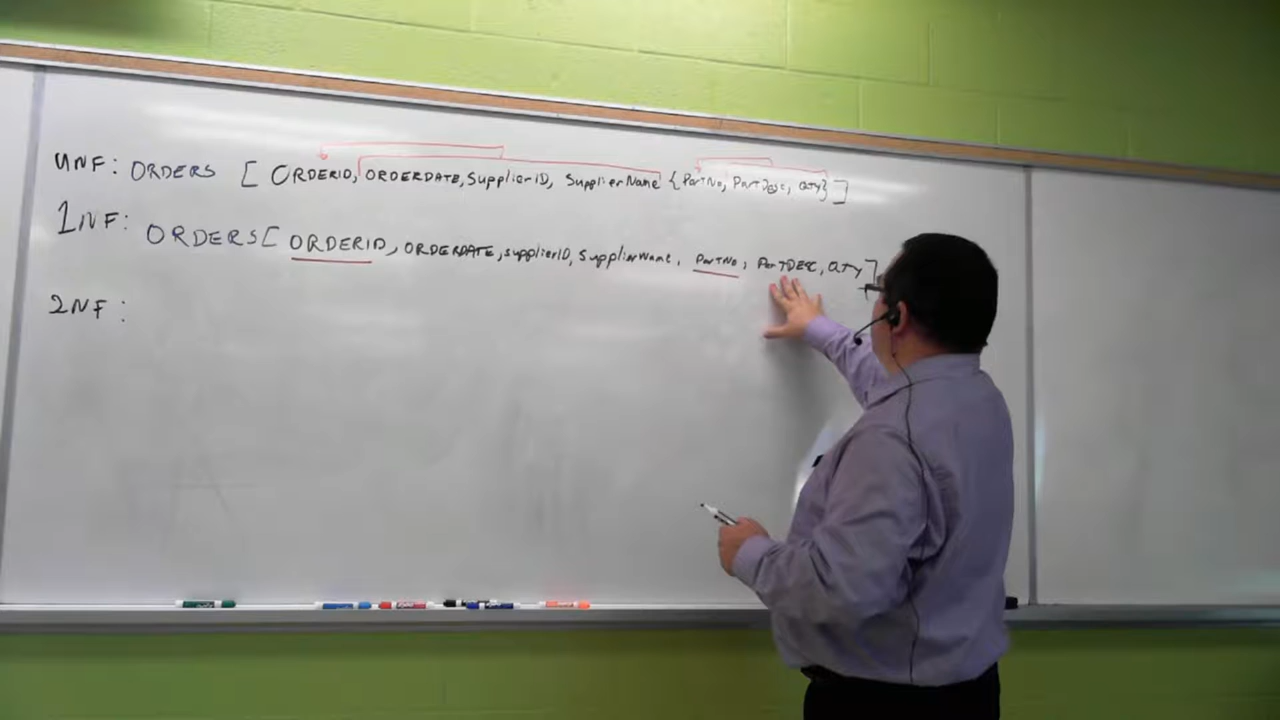 UNF: ORDERS [ ORDERID, ORDERDATE, SupplierID, SupplierName {PartNo, PartDesc, QTY} ]
1NF: ORDERS [ ORDERID, ORDERDATE, supplierID, SupplierName, PartNo, PartDESC, QTY ]
2NF: